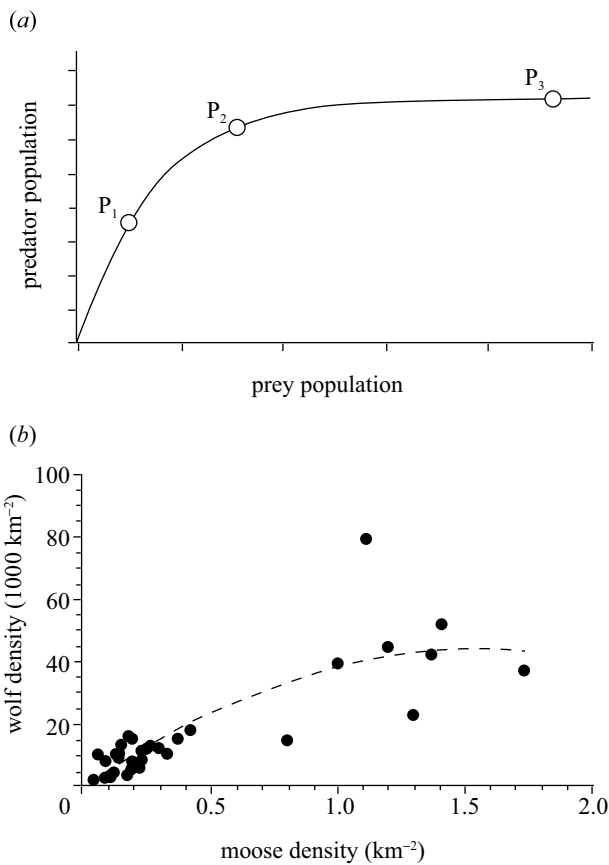 (a)
predator population
P₁
P₂
P₃
prey population
(b)
wolf density (1000 km⁻²)
100
80
60
40
20
0
0.5
1.0
1.5
2.0
moose density (km⁻²)